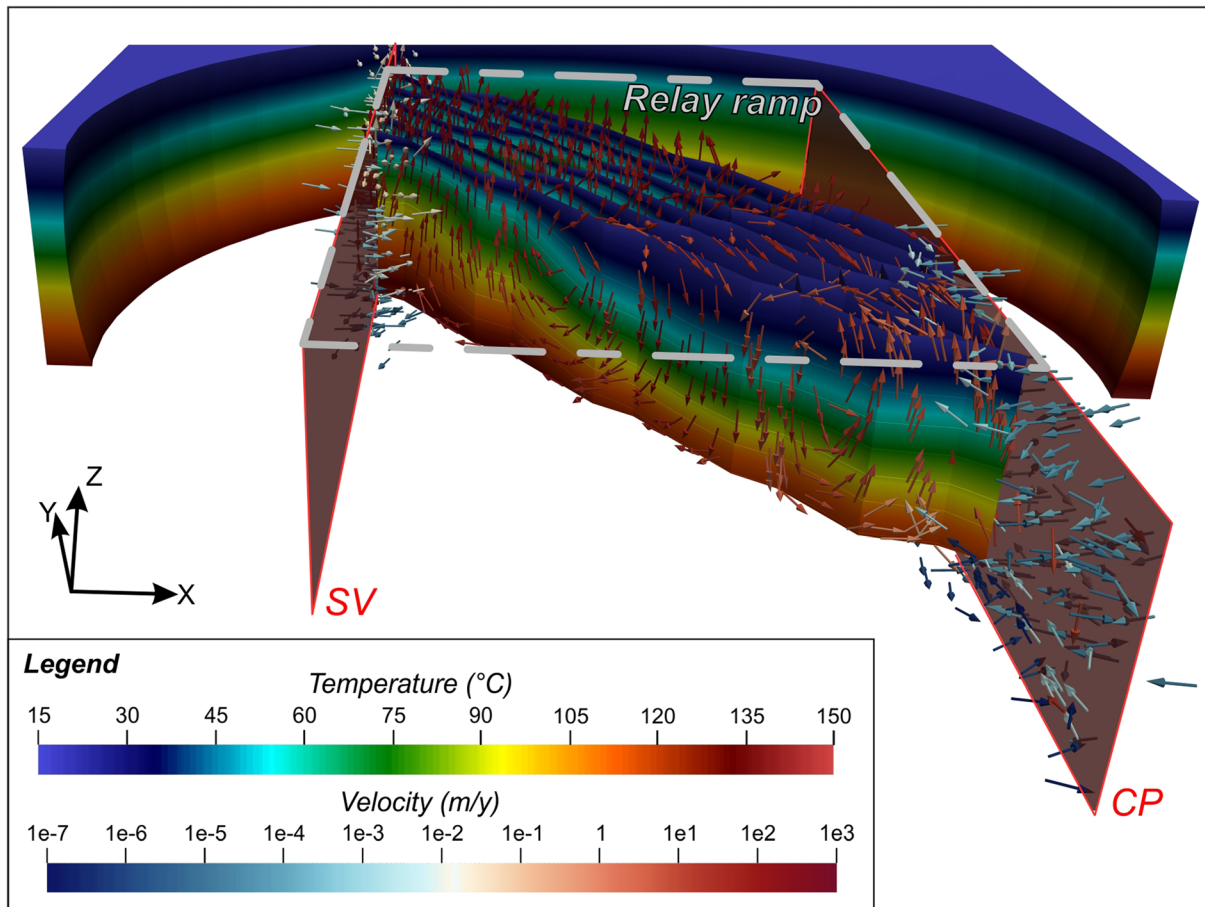 Relay ramp
Z
Y
X
SV
CP
Legend
Temperature (°C)
15 30 45 60 75 90 105 120 135 150
Velocity (m/y)
1e-7 1e-6 1e-5 1e-4 1e-3 1e-2 1e-1 1 1e1 1e2 1e3